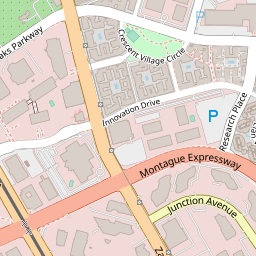 aks Parkway
Crescent Village Circle
Innovation Drive
P
Research Place
Montague Expressway
Junction Avenue